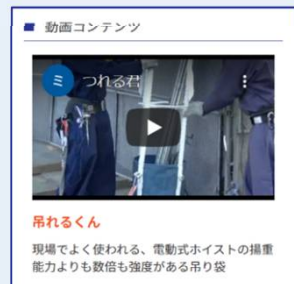 動画コンテンツ
ミ つれる君
吊れるくん
現場でよく使われる、電動式ホイストの揚重
能力よりも数倍も強度がある吊り袋